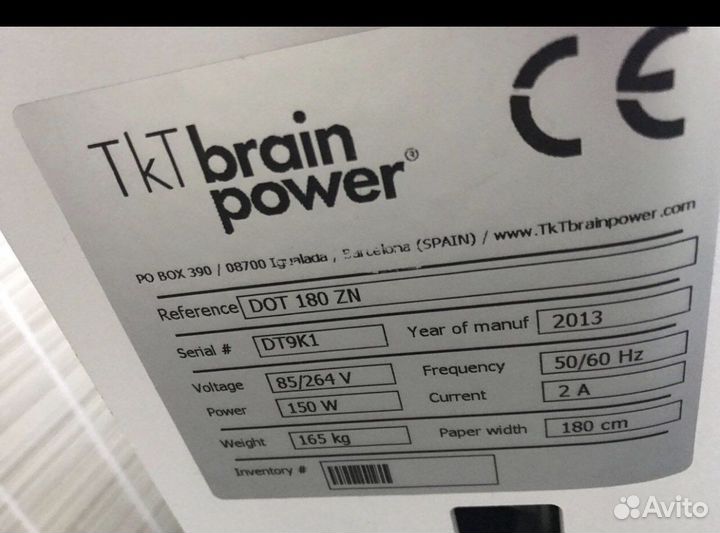 TkTbrain
power®
CE
PO BOX 390 / 08700 Igualada, Barcelona (SPAIN) / www.TkTbrainpower.com
Reference DOT 180 ZN
Serial # DT9K1 Year of manuf 2013
Voltage 85/264 V Frequency 50/60 Hz
Power 150 W Current 2 A
Weight 165 kg Paper width 180 cm
Inventory #
Avito